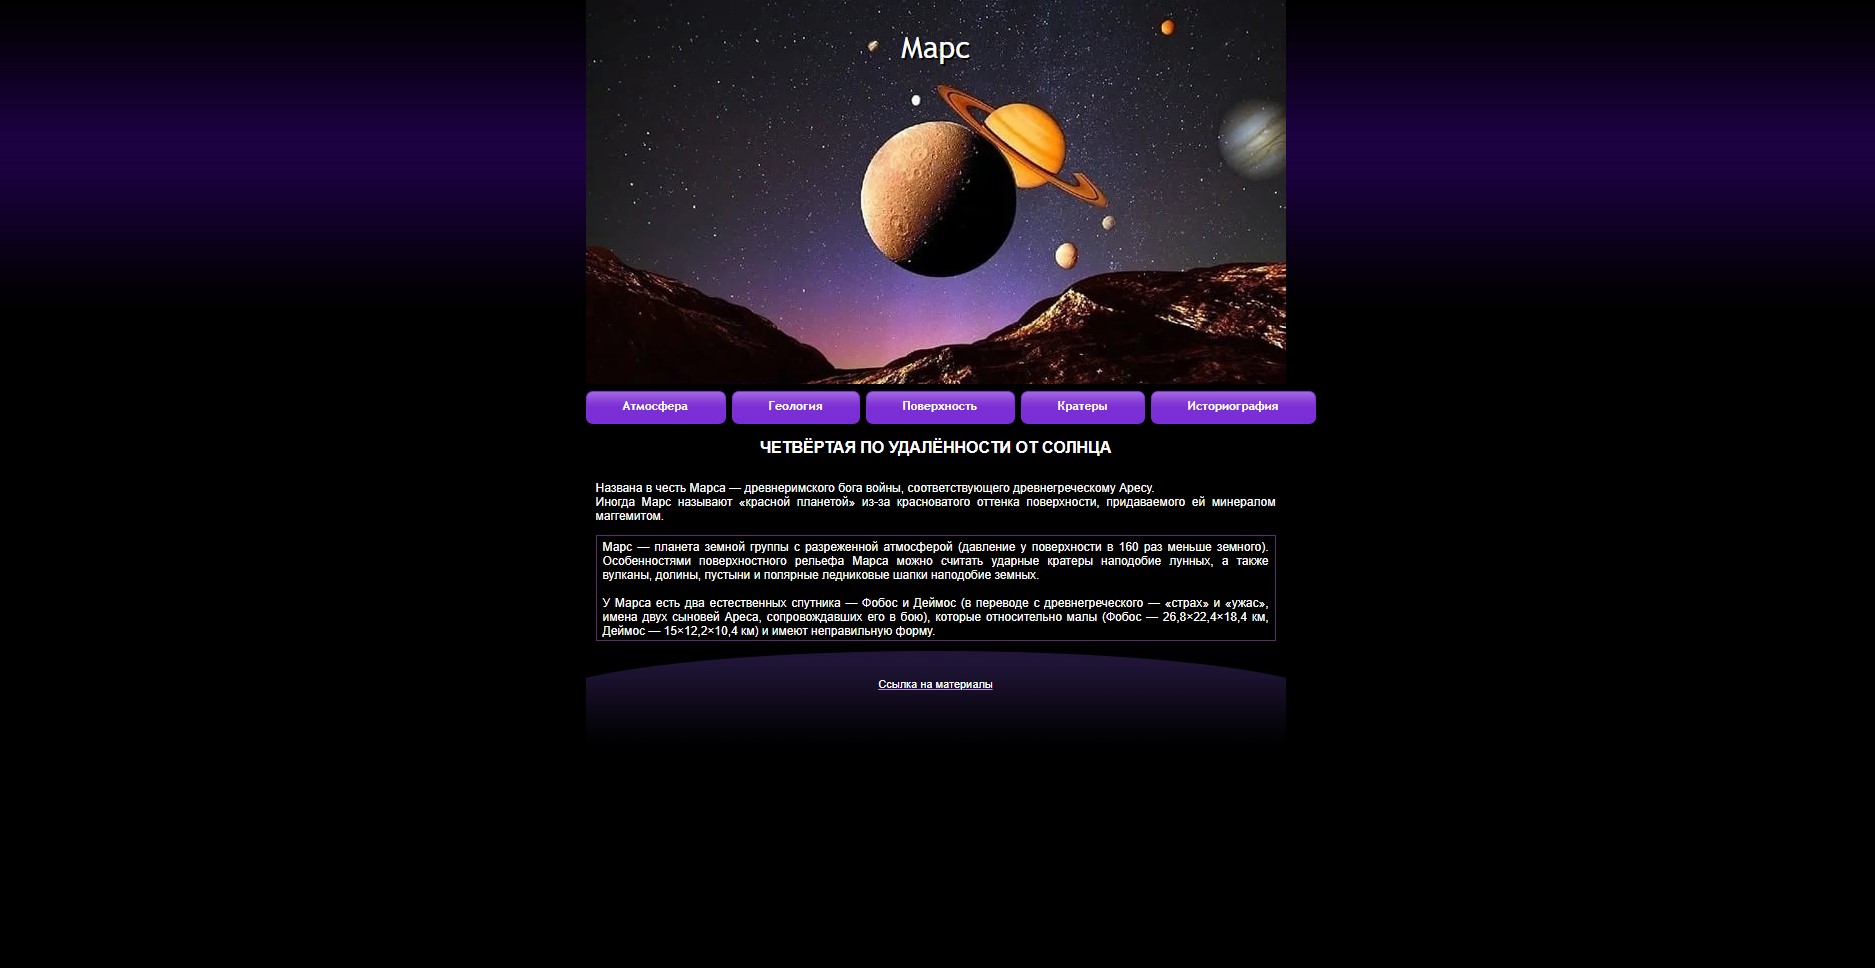 Марс
Атмосфера
Геология
Поверхность
Кратеры
Историография
ЧЕТВЁРТАЯ ПО УДАЛЁННОСТИ ОТ СОЛНЦА
Названа в честь Марса — древнеримского бога войны, соответствующего древнегреческому Аресу.
Иногда Марс называют «красной планетой» из-за красноватого оттенка поверхности, придаваемого ей минералом
маггемитом.
Марс — планета земной группы с разреженной атмосферой (давление у поверхности в 160 раз меньше земного).
Особенностями поверхностного рельефа Марса можно считать ударные кратеры наподобие лунных, а также
вулканы, долины, пустыни и полярные ледниковые шапки наподобие земных.
У Марса есть два естественных спутника — Фобос и Деймос (в переводе с древнегреческого — «страх» и «ужас»,
имена двух сыновей Ареса, сопровождавших его в бою), которые относительно малы (Фобос — 26,8×22,4×18,4 км,
Деймос — 15×12,2×10,4 км) и имеют неправильную форму.
Ссылка на материалы